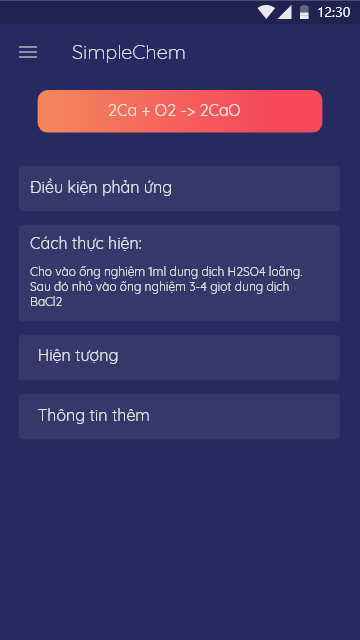 12:30
SimpleChem
2Ca + O2 -> 2CaO
Điều kiện phản ứng
Cách thực hiện:
Cho vào ống nghiệm 1ml dung dịch H2SO4 loãng.
Sau đó nhỏ vào ống nghiệm 3-4 giọt dung dịch
BaCl2
Hiện tượng
Thông tin thêm